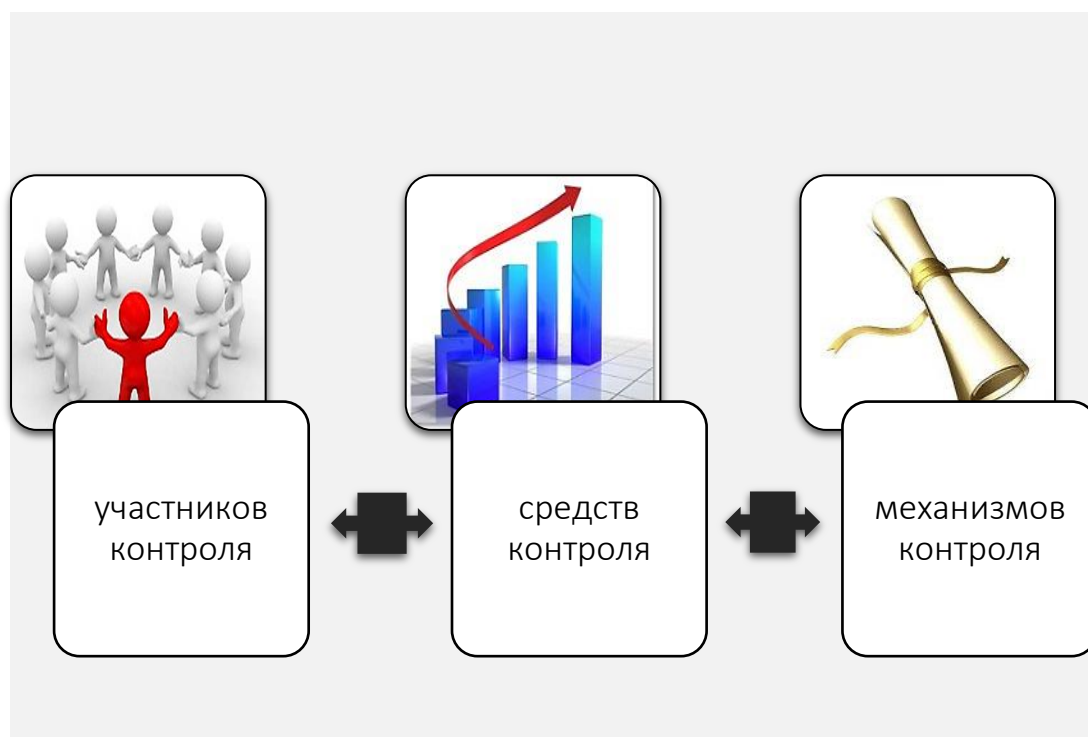 участников
контроля
средств
контроля
механизмов
контроля